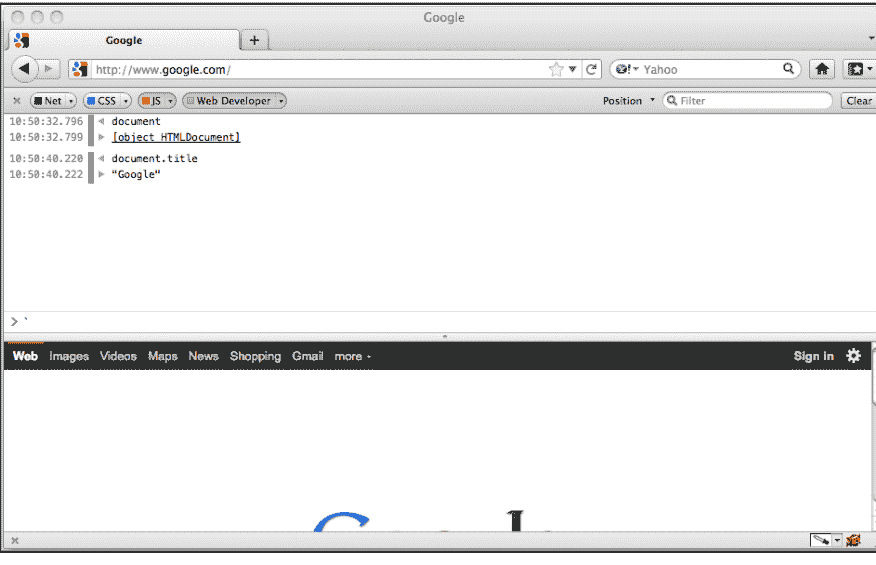 Google
Google
http://www.google.com/ Yahoo
Net CSS JS Web Developer Position Filter Clear
10:50:32.796 document
10:50:32.799 [object HTMLDocument]
10:50:40.220 document.title
10:50:40.222 "Google"
> `
Web Images Videos Maps News Shopping Gmail more Sign in